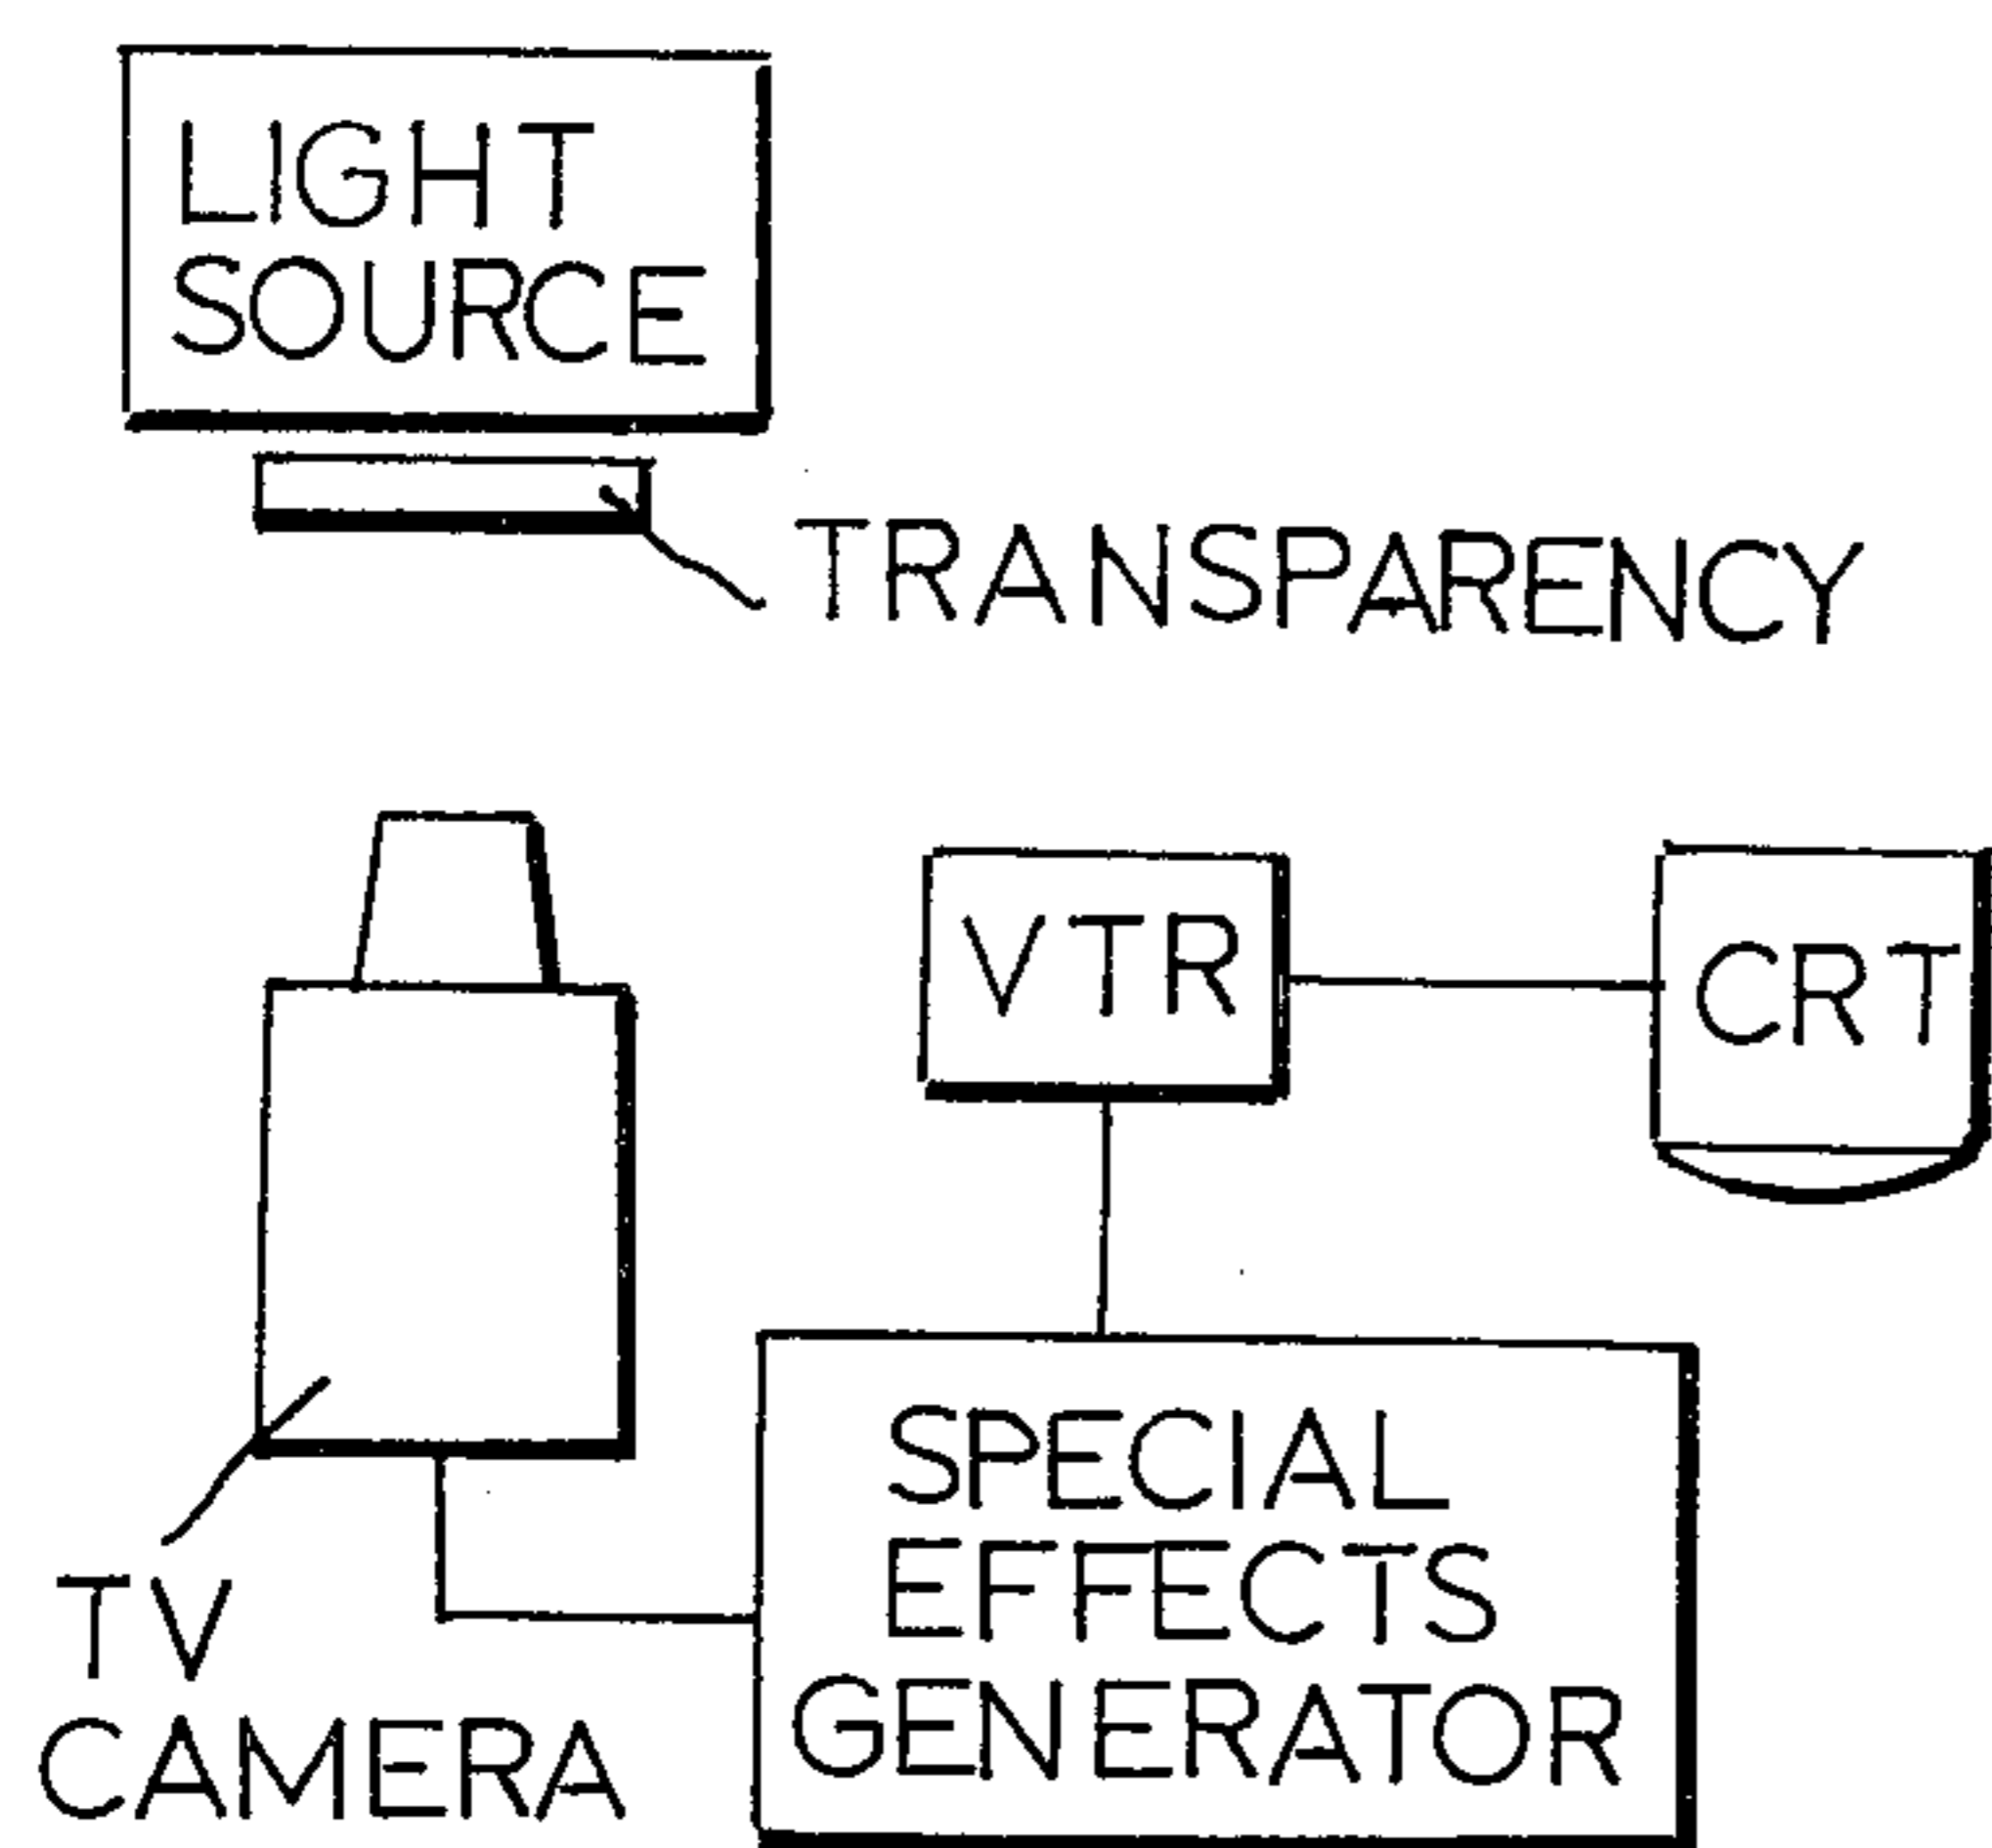 LIGHT
SOURCE
TRANSPARENCY
VTR
CRT
TV
CAMERA
SPECIAL
EFFECTS
GENERATOR